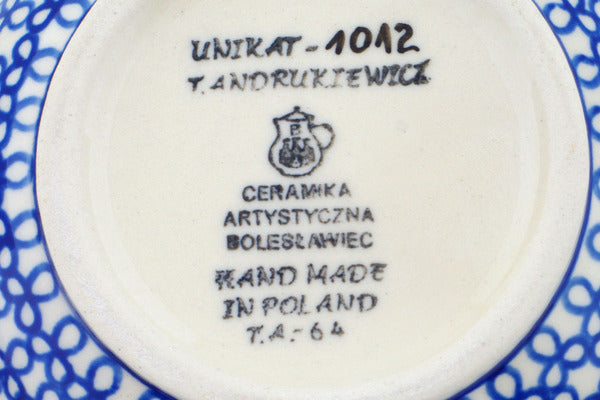 UNIKAT-1012
T. ANDRUKIEWICZ
B
CERAMIKA
ARTYSTYCZNA
BOLESŁAWIEC
HAND MADE
IN POLAND
T.A.-64